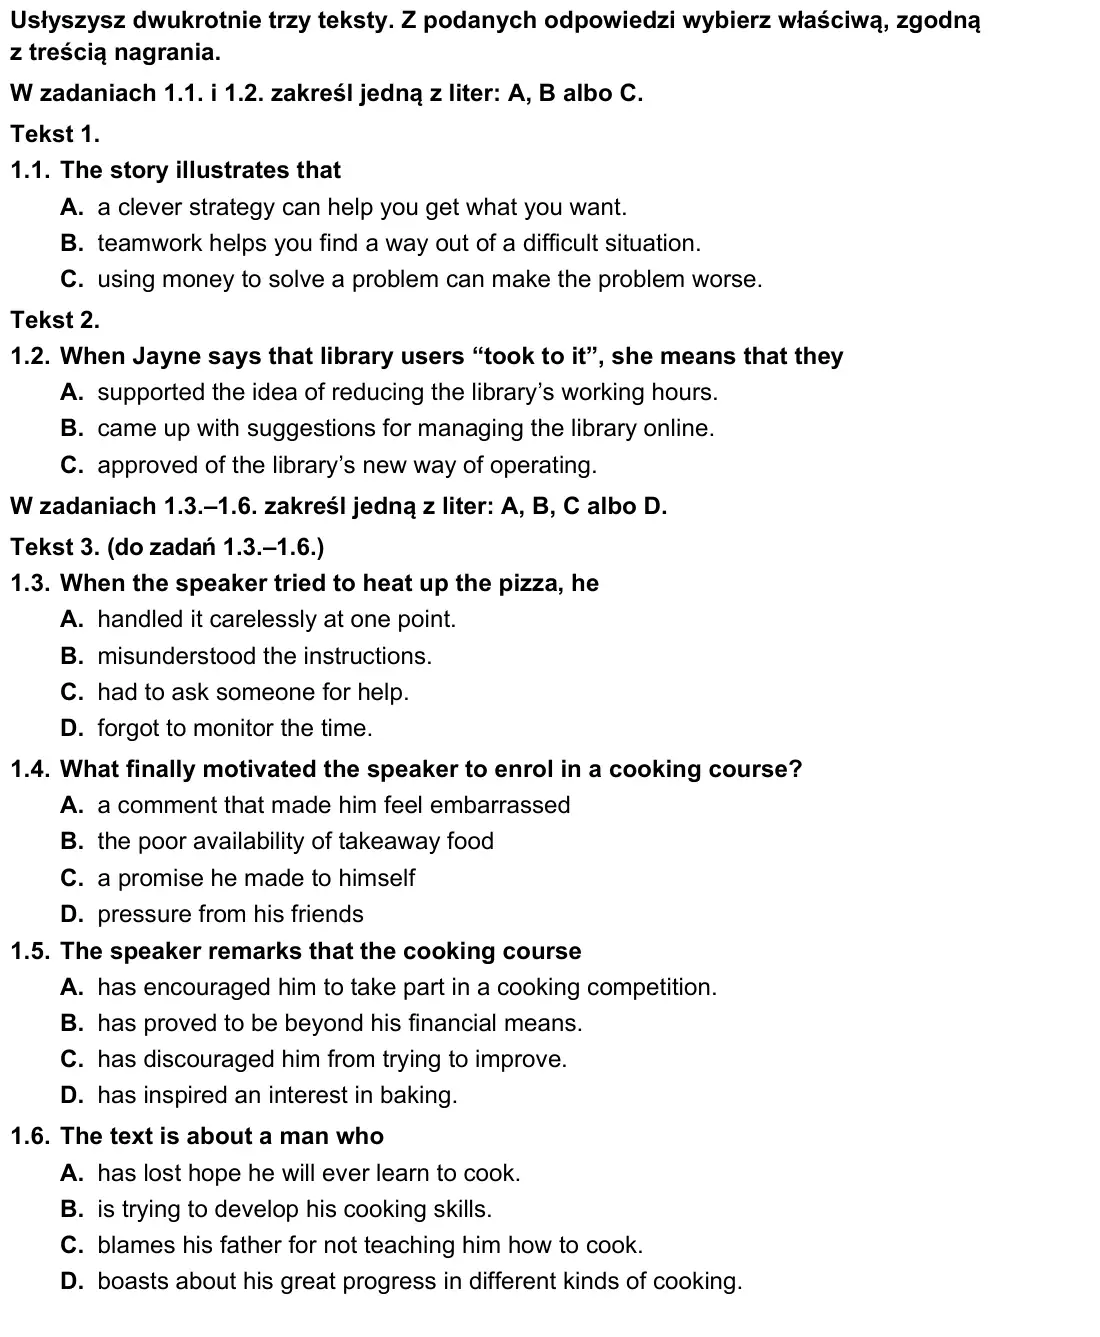 Usłyszysz dwukrotnie trzy teksty. Z podanych odpowiedzi wybierz właściwą, zgodną
z treścią nagrania.
W zadaniach 1.1. i 1.2. zakreśl jedną z liter: A, B albo C.
Tekst 1.
1.1. The story illustrates that
A. a clever strategy can help you get what you want.
B. teamwork helps you find a way out of a difficult situation.
C. using money to solve a problem can make the problem worse.
Tekst 2.
1.2. When Jayne says that library users “took to it”, she means that they
A. supported the idea of reducing the library’s working hours.
B. came up with suggestions for managing the library online.
C. approved of the library’s new way of operating.
W zadaniach 1.3.–1.6. zakreśl jedną z liter: A, B, C albo D.
Tekst 3. (do zadań 1.3.–1.6.)
1.3. When the speaker tried to heat up the pizza, he
A. handled it carelessly at one point.
B. misunderstood the instructions.
C. had to ask someone for help.
D. forgot to monitor the time.
1.4. What finally motivated the speaker to enrol in a cooking course?
A. a comment that made him feel embarrassed
B. the poor availability of takeaway food
C. a promise he made to himself
D. pressure from his friends
1.5. The speaker remarks that the cooking course
A. has encouraged him to take part in a cooking competition.
B. has proved to be beyond his financial means.
C. has discouraged him from trying to improve.
D. has inspired an interest in baking.
1.6. The text is about a man who
A. has lost hope he will ever learn to cook.
B. is trying to develop his cooking skills.
C. blames his father for not teaching him how to cook.
D. boasts about his great progress in different kinds of cooking.